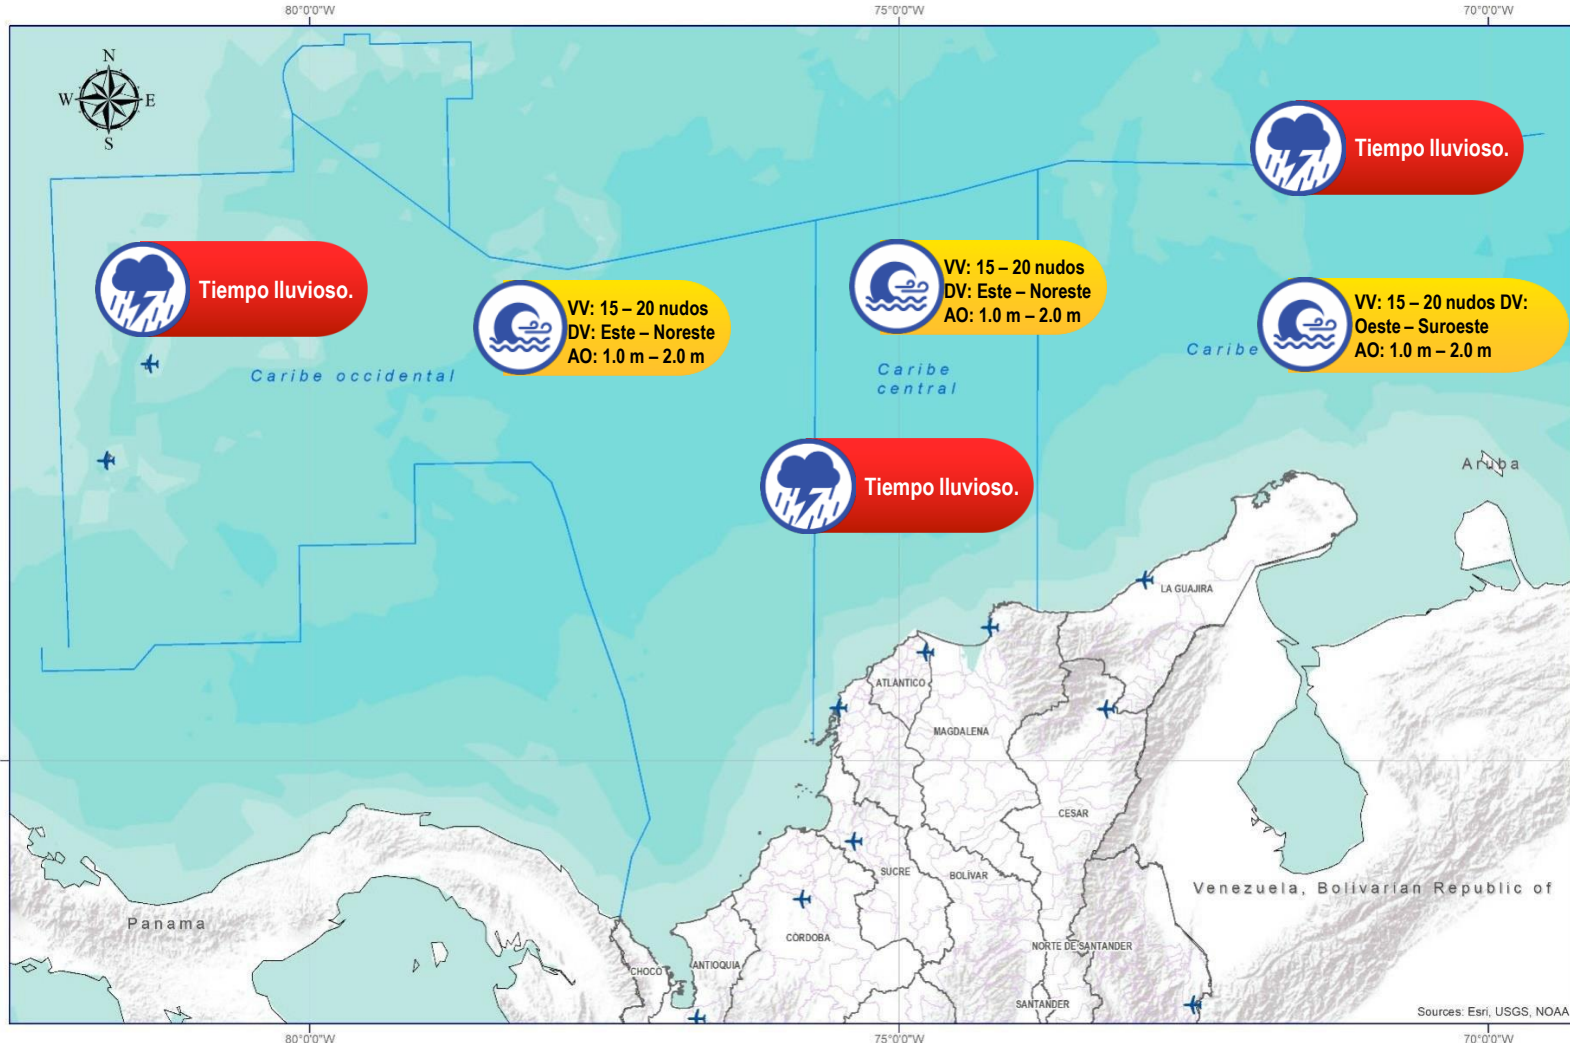 80°0'0"W
75°0'0"W
70°0'0"W
N
W
E
S
Tiempo lluvioso.
Tiempo lluvioso.
VV: 15 – 20 nudos
DV: Este – Noreste
AO: 1.0 m – 2.0 m
VV: 15 – 20 nudos
DV: Este – Noreste
AO: 1.0 m – 2.0 m
VV: 15 – 20 nudos DV:
Oeste – Suroeste
AO: 1.0 m – 2.0 m
Caribe occidental
Caribe
central
Caribe
Tiempo lluvioso.
Aruba
LA GUAJIRA
ATLANTICO
MAGDALENA
CESAR
SUCRE
BOLÍVAR
Venezuela, Bolivarian Republic of
Panama
CÓRDOBA
NORTE DE SANTANDER
CHOCO
ANTIOQUIA
SANTANDER
Sources: Esri, USGS, NOAA
80°0'0"W
75°0'0"W
70°0'0"W